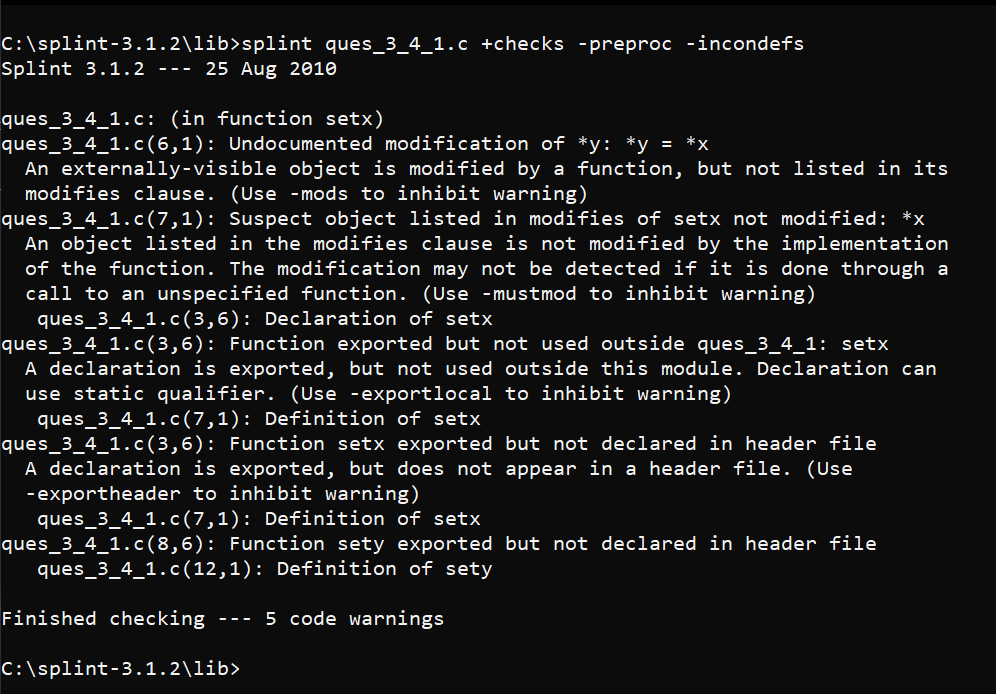 C:\splint-3.1.2\lib>splint ques_3_4_1.c +checks -preproc -incondefs
Splint 3.1.2 --- 25 Aug 2010
ques_3_4_1.c: (in function setx)
ques_3_4_1.c(6,1): Undocumented modification of *y: *y = *x
An externally-visible object is modified by a function, but not listed in its
modifies clause. (Use -mods to inhibit warning)
ques_3_4_1.c(7,1): Suspect object listed in modifies of setx not modified: *x
An object listed in the modifies clause is not modified by the implementation
of the function. The modification may not be detected if it is done through a
call to an unspecified function. (Use -mustmod to inhibit warning)
ques_3_4_1.c(3,6): Declaration of setx
ques_3_4_1.c(3,6): Function exported but not used outside ques_3_4_1: setx
A declaration is exported, but not used outside this module. Declaration can
use static qualifier. (Use -exportlocal to inhibit warning)
ques_3_4_1.c(7,1): Definition of setx
ques_3_4_1.c(3,6): Function setx exported but not declared in header file
A declaration is exported, but does not appear in a header file. (Use
-exportheader to inhibit warning)
ques_3_4_1.c(7,1): Definition of setx
ques_3_4_1.c(8,6): Function sety exported but not declared in header file
ques_3_4_1.c(12,1): Definition of sety
Finished checking --- 5 code warnings
C:\splint-3.1.2\lib>